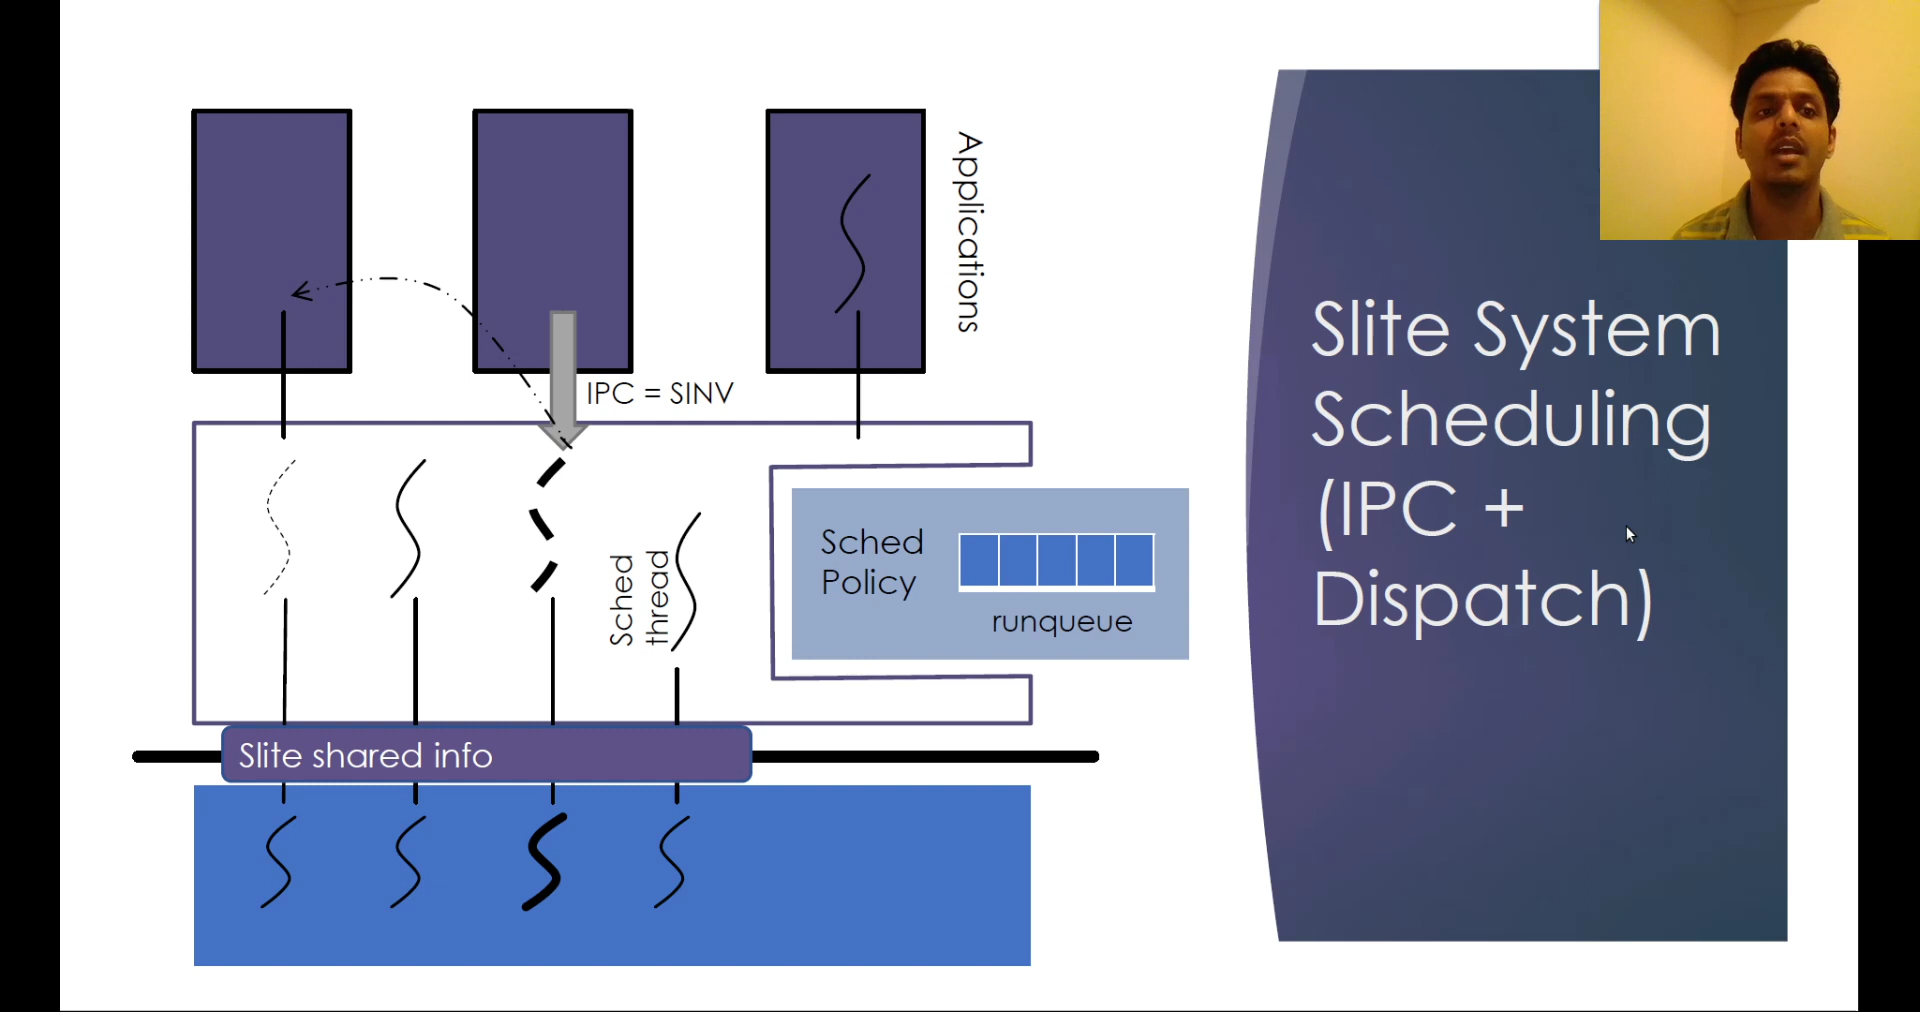 Applications
IPC = SINV
Sched
thread
Sched
Policy
runqueue
Slite shared info
Slite System
Scheduling
(IPC +
Dispatch)